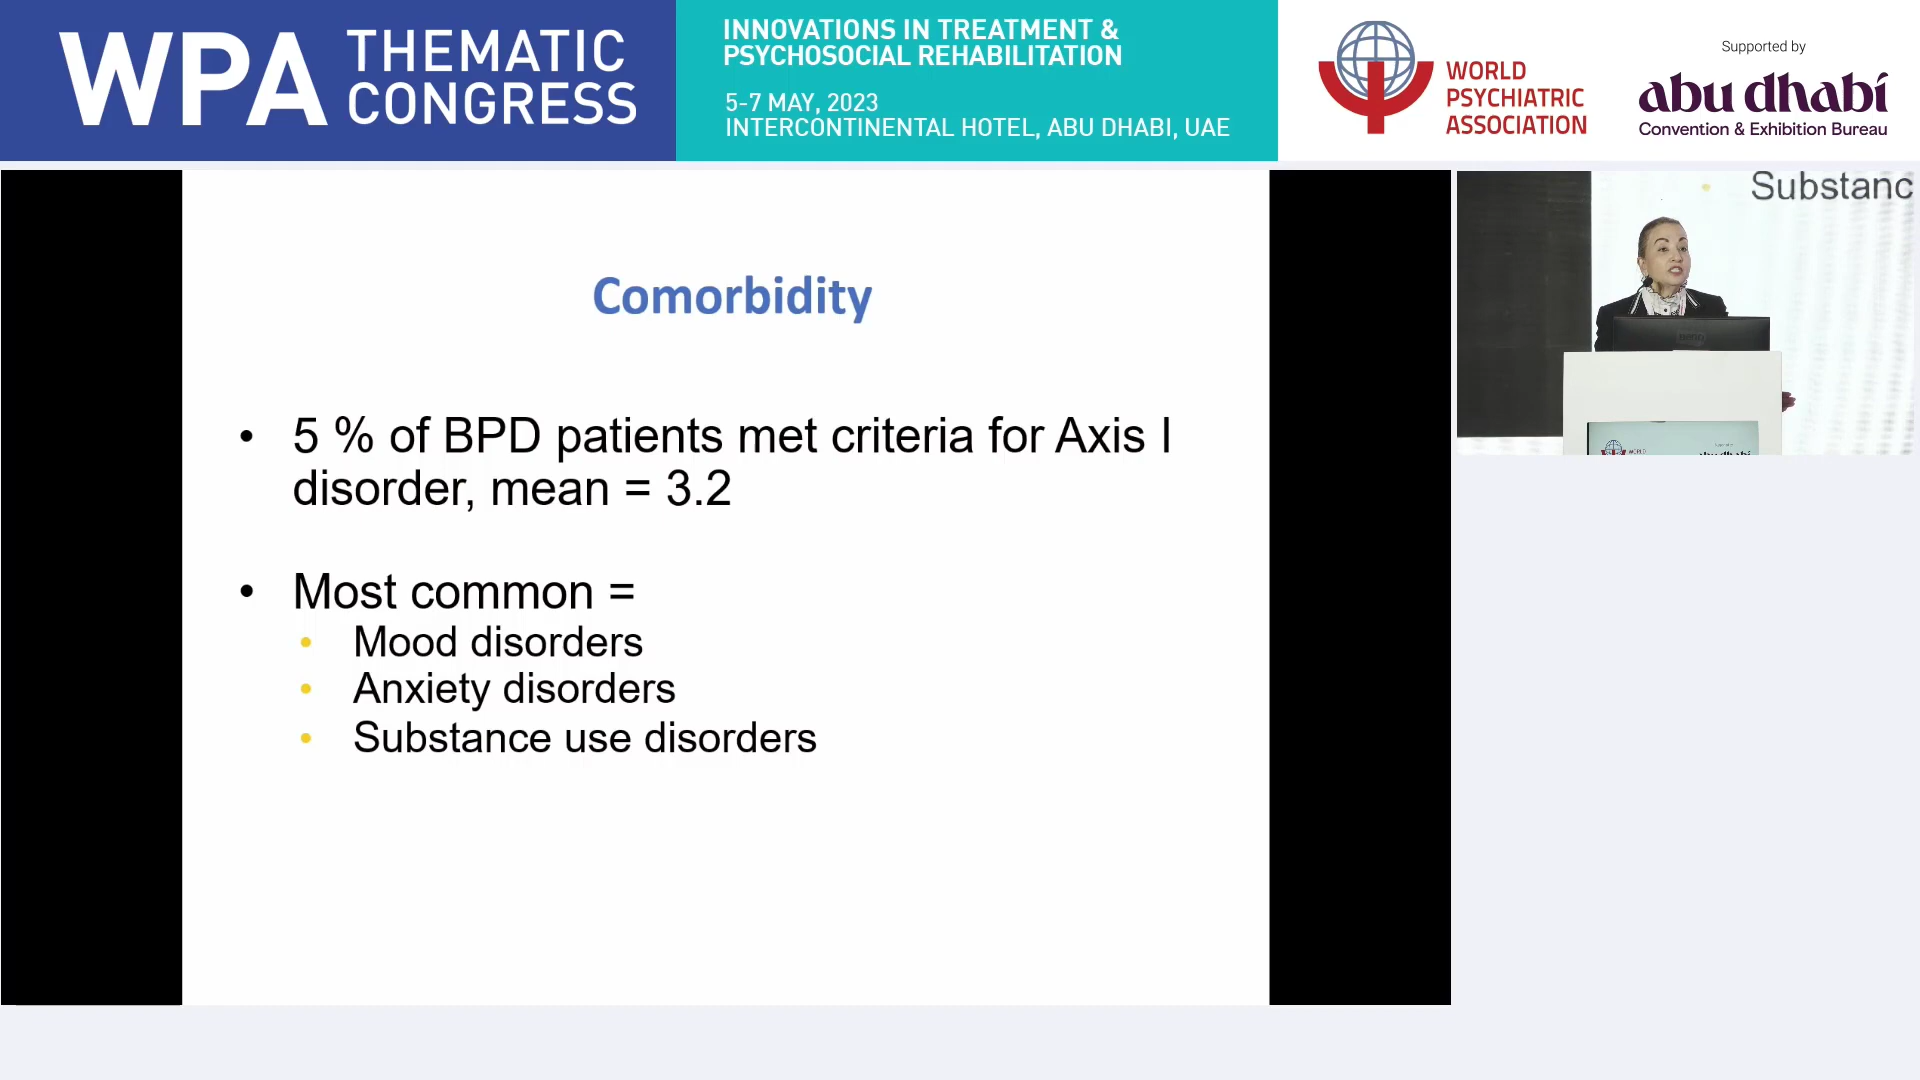 WPA THEMATIC CONGRESS
INNOVATIONS IN TREATMENT &
PSYCHOSOCIAL REHABILITATION
5-7 MAY, 2023
INTERCONTINENTAL HOTEL, ABU DHABI, UAE
WORLD
PSYCHIATRIC
ASSOCIATION
Supported by
abu dhabi
Convention & Exhibition Bureau
Comorbidity
• 5 % of BPD patients met criteria for Axis I
disorder, mean = 3.2
• Most common =
• Mood disorders
• Anxiety disorders
• Substance use disorders
Substanc